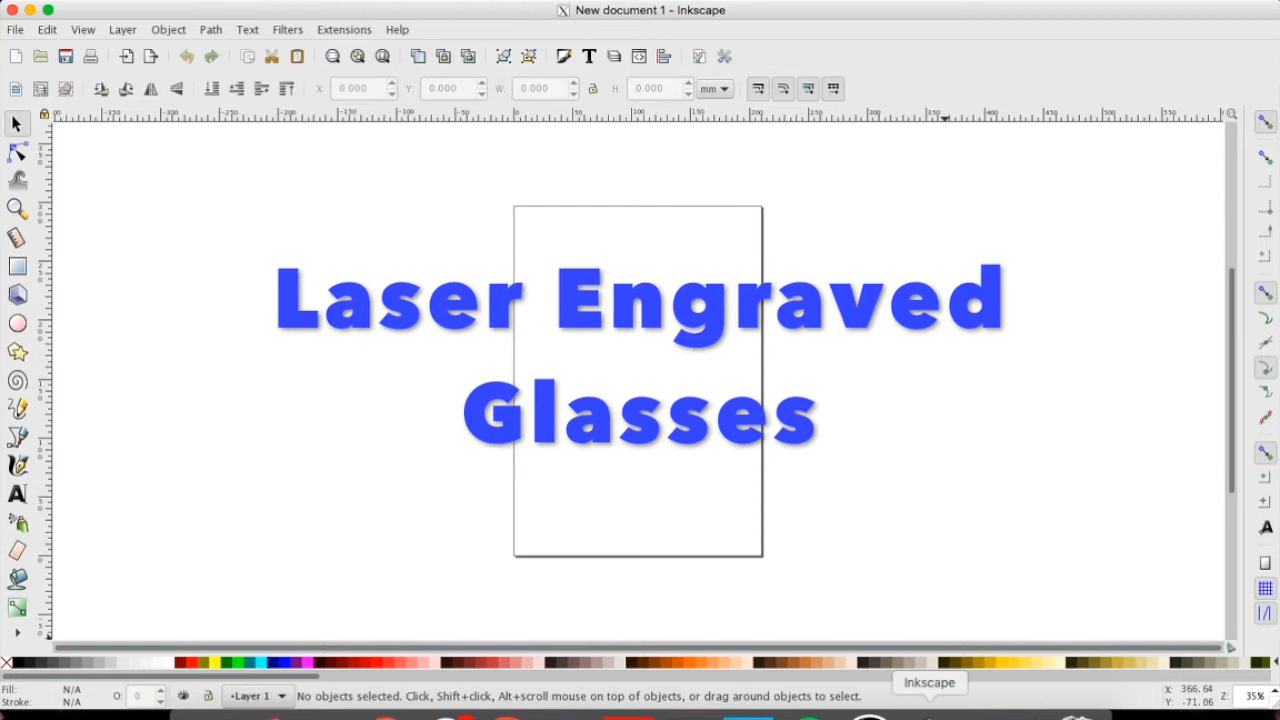 New document 1 - Inkscape
File Edit View Layer Object Path Text Filters Extensions Help
X: 0.000 Y: 0.000 W: 0.000 H: 0.000 mm
Laser Engraved
Glasses
Fill: N/A
Stroke: N/A
O: 0
•Layer 1
No objects selected. Click, Shift+click, Alt+scroll mouse on top of objects, or drag around objects to select.
Inkscape
X: 366.64
Y: -71.06
Z: 35%